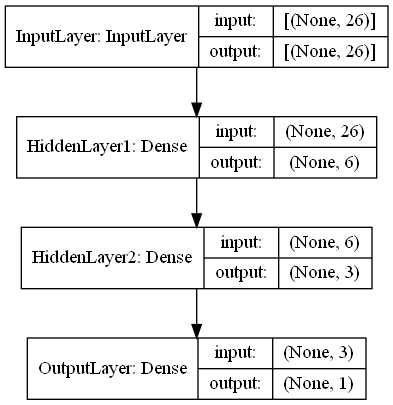 InputLayer: InputLayer
input: [(None, 26)]
output: [(None, 26)]
HiddenLayer1: Dense
input: (None, 26)
output: (None, 6)
HiddenLayer2: Dense
input: (None, 6)
output: (None, 3)
OutputLayer: Dense
input: (None, 3)
output: (None, 1)